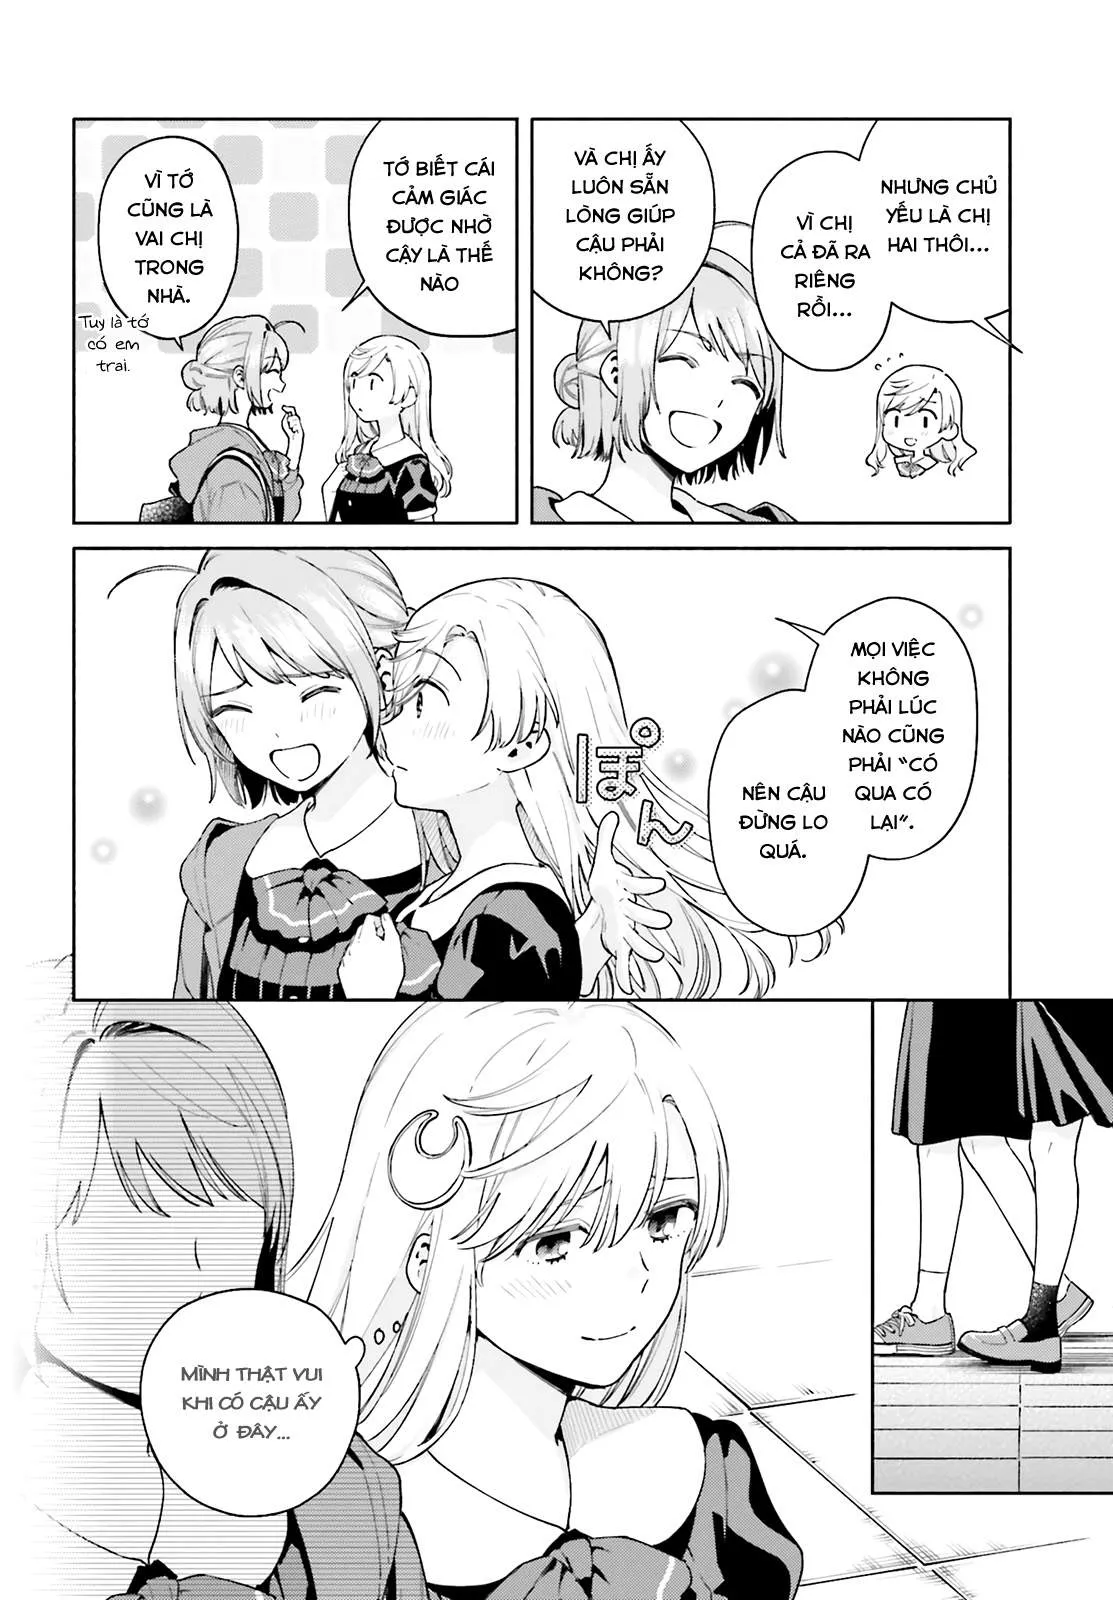 NHƯNG CHỦ
YẾU LÀ CHỊ
HAI THÔI...
VÌ CHỊ
CẢ ĐÃ RA
RIÊNG
RỒI...
VÀ CHỊ ẤY
LUÔN SẴN
LÒNG GIÚP
CẬU PHẢI
KHÔNG?
TỚ BIẾT CÁI
CẢM GIÁC
ĐƯỢC NHỜ
CẬY LÀ THẾ
NÀO
VÌ TỚ
CŨNG LÀ
VAI CHỊ
TRONG
NHÀ.
Tuy là tớ
có em
trai.
MỌI VIỆC
KHÔNG
PHẢI LÚC
NÀO CŨNG
PHẢI "CÓ
QUA CÓ
LẠI".
NÊN CẬU
ĐỪNG LO
QUÁ.
ぽん
MÌNH THẬT VUI
KHI CÓ CẬU ẤY
Ở ĐÂY...